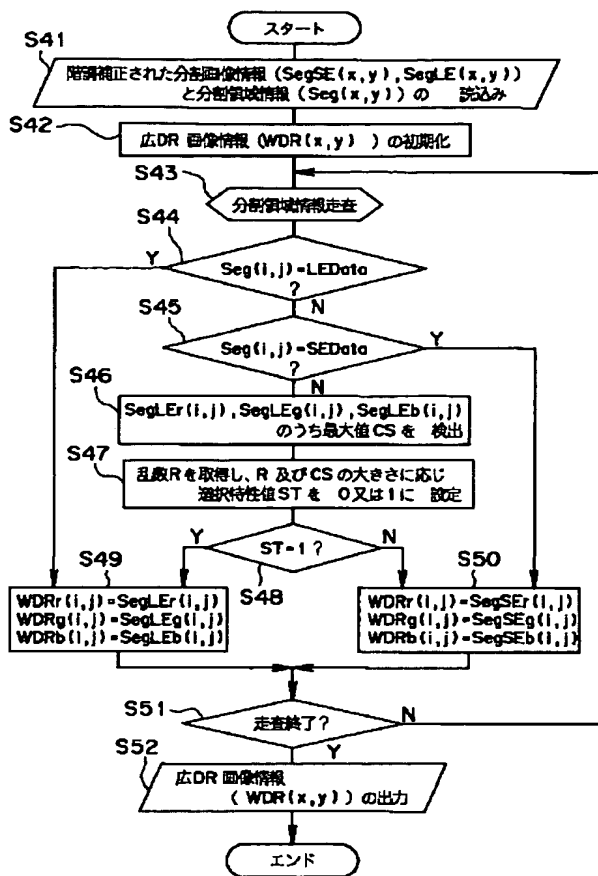 スタート
S41
階調補正された分割画像情報(SegSE(x,y),SegLE(x,y))
と分割領域情報(Seg(x,y))の 読込み
S42
広DR 画像情報(WDR(x,y) )の初期化
S43
分割領域情報走査
S44
Y
Seg(i,j)=LEData
?
N
S45
Y
Seg(i,j)=SEData
?
N
S46
SegLEr(i,j),SegLEg(i,j),SegLEb(i,j)
のうち最大値CSを 検出
S47
乱数Rを取得し、R 及びCSの大きさに応じ
選択特性値STを 0又は1に 設定
Y
ST=1?
N
S48
S49
WDRr(i,j)=SegLEr(i,j)
WDRg(i,j)=SegLEg(i,j)
WDRb(i,j)=SegLEb(i,j)
S50
WDRr(i,j)=SegSEr(i,j)
WDRg(i,j)=SegSEg(i,j)
WDRb(i,j)=SegSEb(i,j)
S51
走査終了?
N
Y
S52
広DR 画像情報
(WDR(x,y))の出力
エンド